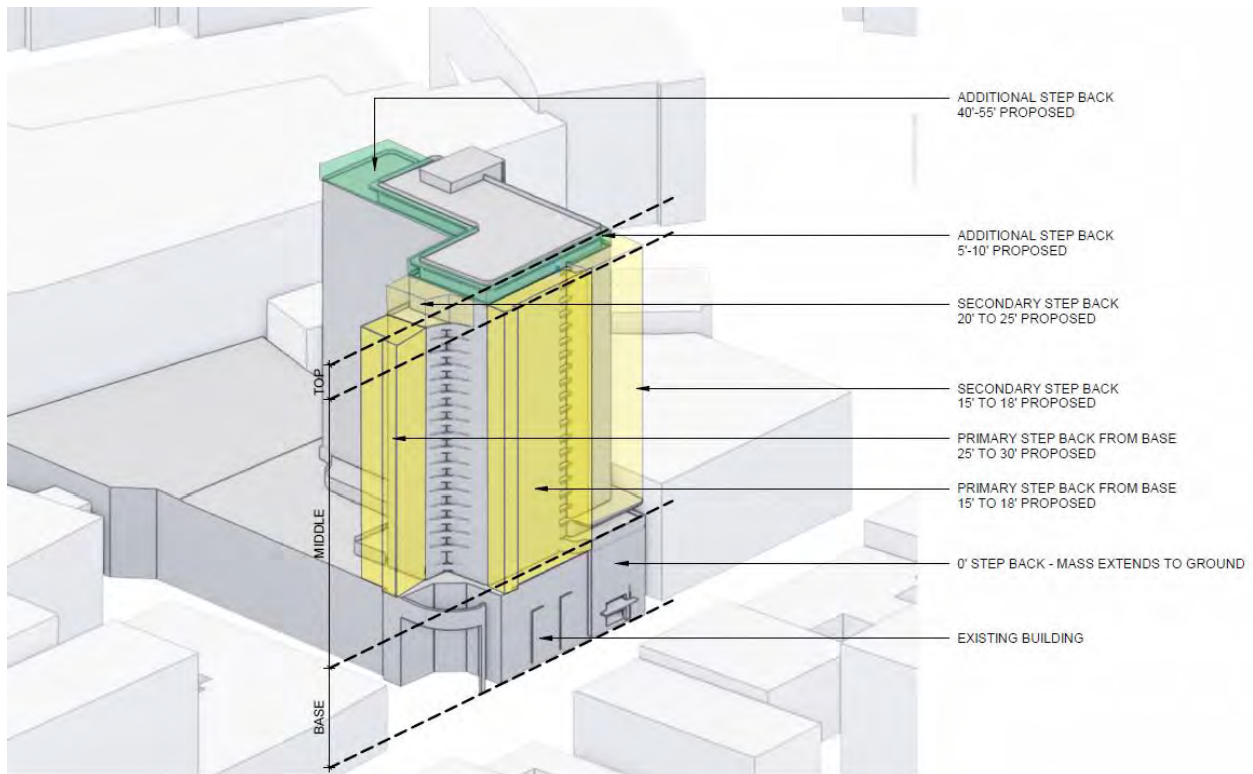 ADDITIONAL STEP BACK
40'-55' PROPOSED
ADDITIONAL STEP BACK
5'-10' PROPOSED
SECONDARY STEP BACK
20' TO 25' PROPOSED
SECONDARY STEP BACK
15' TO 18' PROPOSED
PRIMARY STEP BACK FROM BASE
25' TO 30' PROPOSED
PRIMARY STEP BACK FROM BASE
15' TO 18' PROPOSED
0' STEP BACK - MASS EXTENDS TO GROUND
EXISTING BUILDING
TOP
MIDDLE
BASE